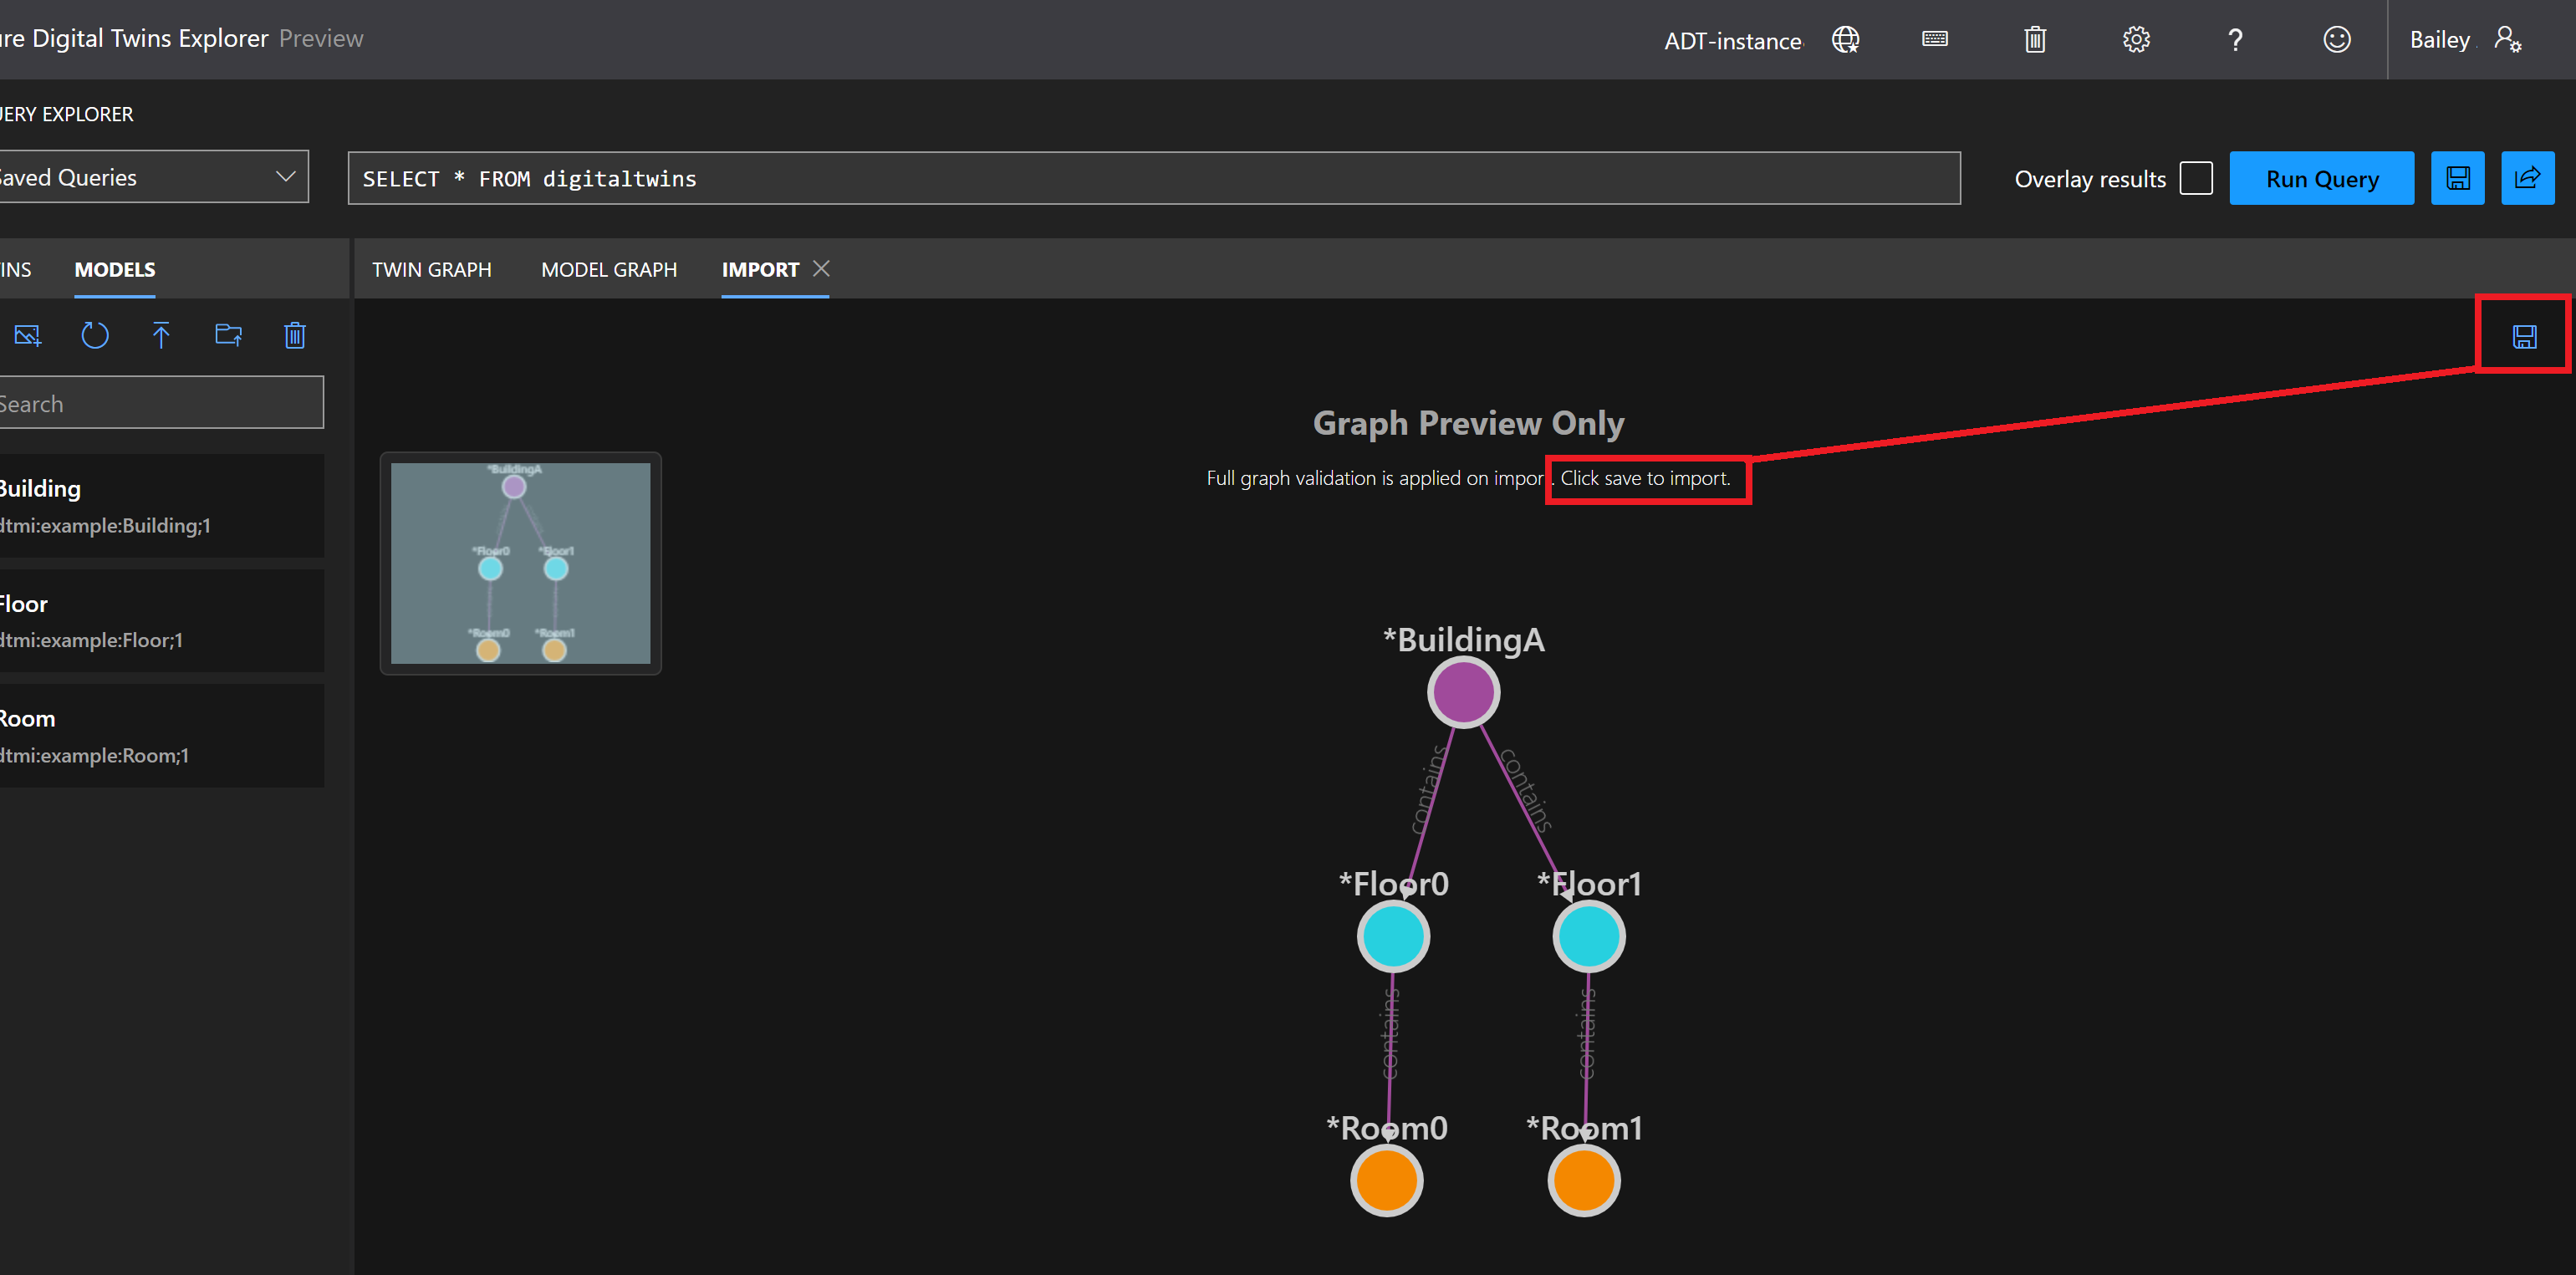 ure Digital Twins Explorer Preview
ADT-instance
? Bailey
UERY EXPLORER
Saved Queries
SELECT * FROM digitaltwins
Overlay results
Run Query
INS
MODELS
TWIN GRAPH
MODEL GRAPH
IMPORT
Search
Building
dtmi:example:Building;1
Floor
dtmi:example:Floor;1
Room
dtmi:example:Room;1
Graph Preview Only
Full graph validation is applied on impor. Click save to import.
*BuildingA
*Floor0
*Floor1
*Room0
*Room1
*BuildingA
contains
contains
*Floor0
*Floor1
contains
contains
*Room0
*Room1